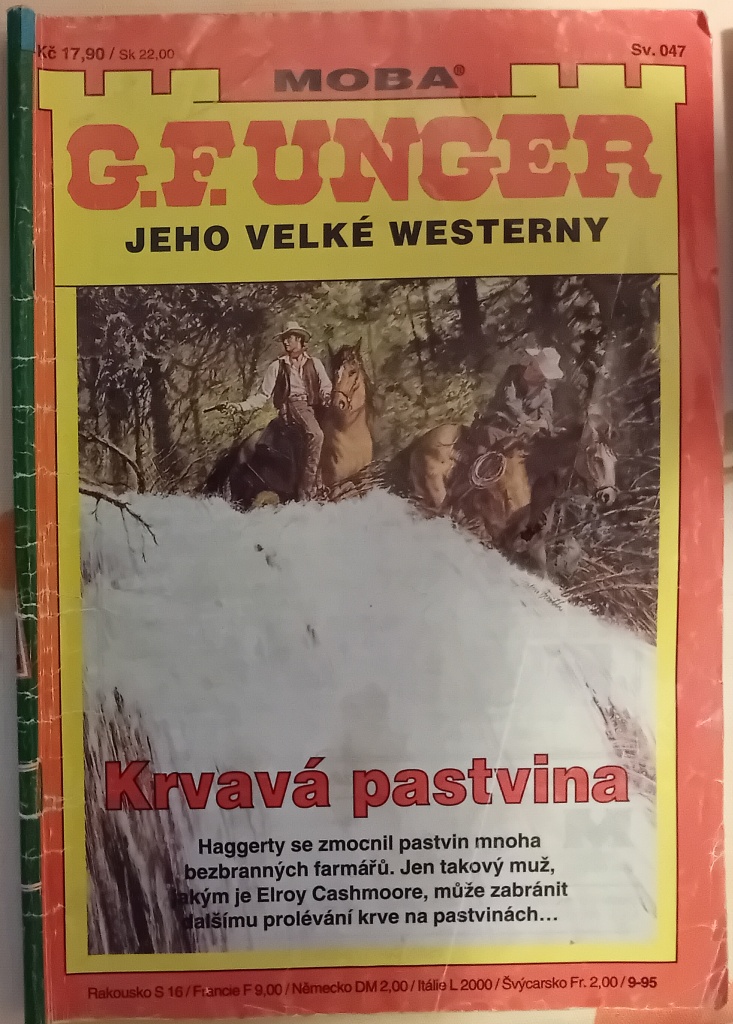 Kč 17,90 / Sk 22,00
Sv. 047
MOBA®
G.F. UNGER
JEHO VELKÉ WESTERNY
Krvavá pastvina
Haggerty se zmocnil pastvin mnoha
bezbranných farmářů. Jen takový muž,
jakým je Elroy Cashmoore, může zabránit
dalšímu prolévání krve na pastvinách...
Rakousko S 16 / Francie F 9,00 / Německo DM 2,00 / Itálie L 2000 / Švýcarsko Fr. 2,00 / 9-95